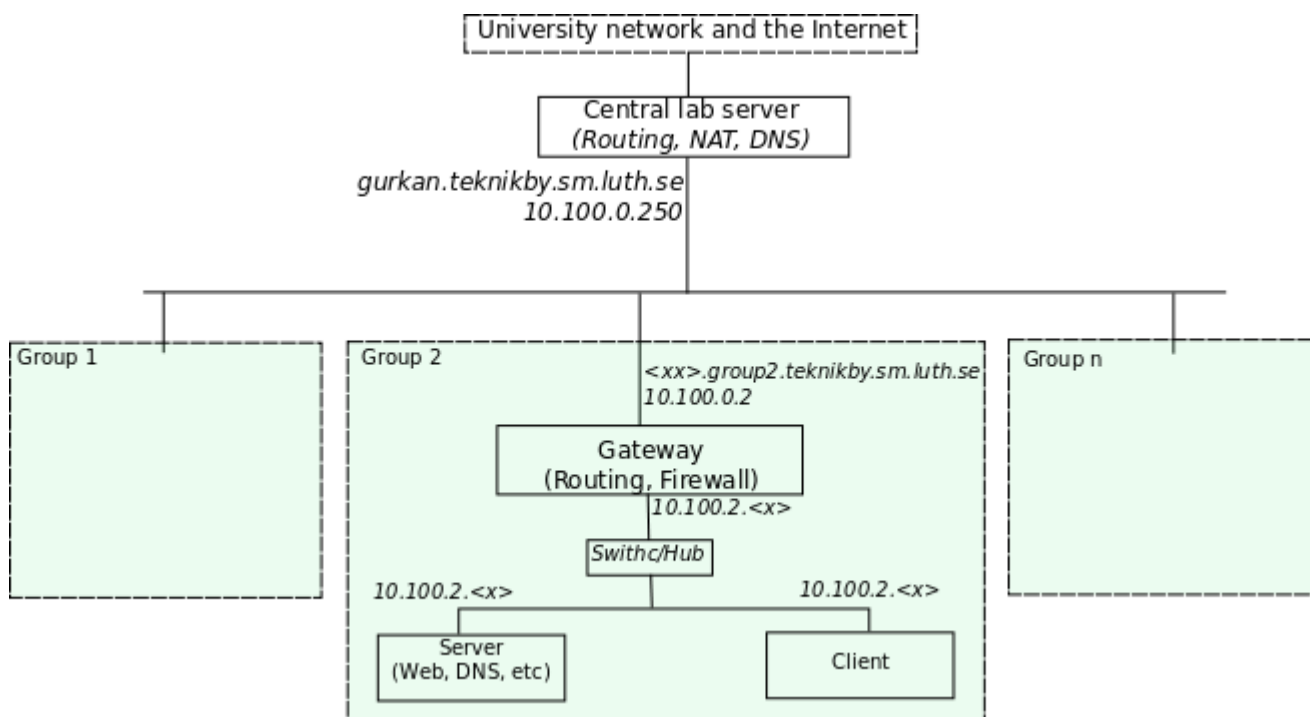 University network and the Internet
Central lab server
(Routing, NAT, DNS)
gurkan.teknikby.sm.luth.se
10.100.0.250
Group 1
Group 2
<xx>.group2.teknikby.sm.luth.se
10.100.0.2
Gateway
(Routing, Firewall)
10.100.2.<x>
Swithc/Hub
10.100.2.<x>
10.100.2.<x>
Server
(Web, DNS, etc)
Client
Group n